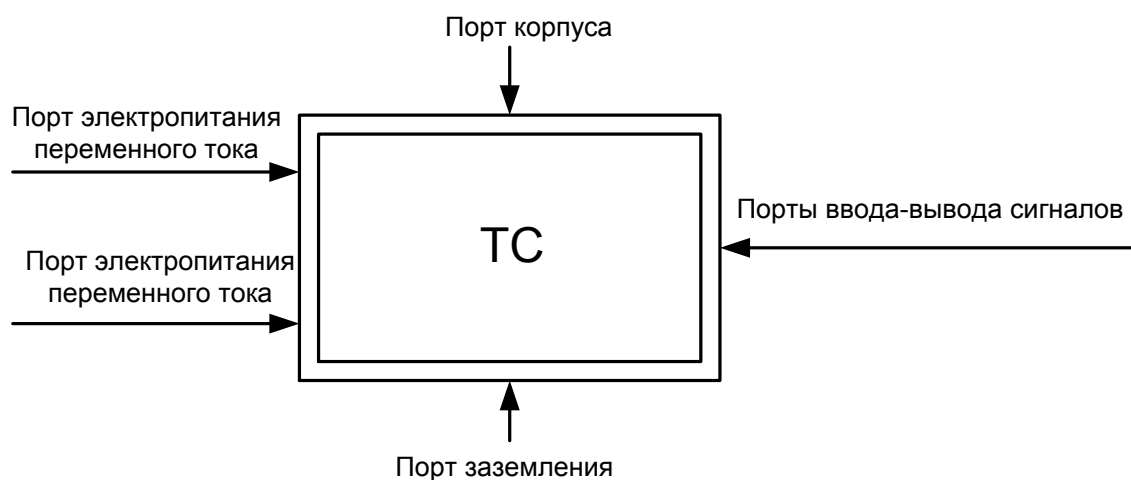 Порт корпуса
Порт электропитания
переменного тока
Порт электропитания
переменного тока
ТС
Порты ввода-вывода сигналов
Порт заземления